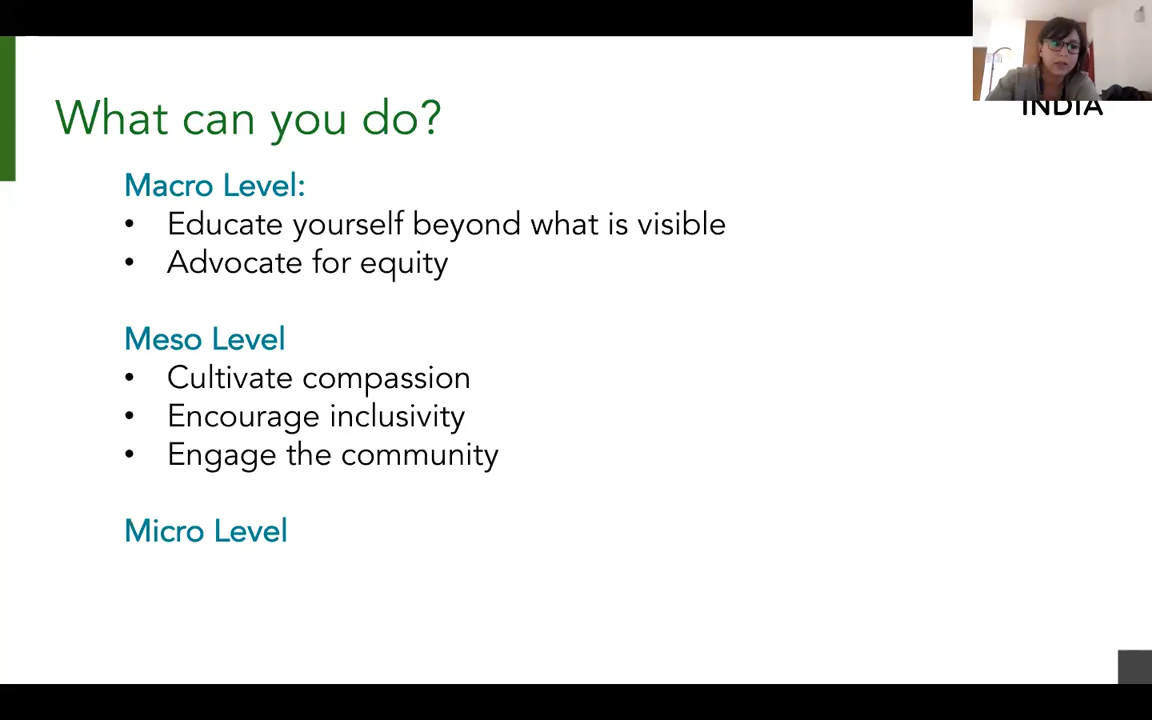 What can you do?
INDIA
Macro Level:
• Educate yourself beyond what is visible
• Advocate for equity
Meso Level
• Cultivate compassion
• Encourage inclusivity
• Engage the community
Micro Level